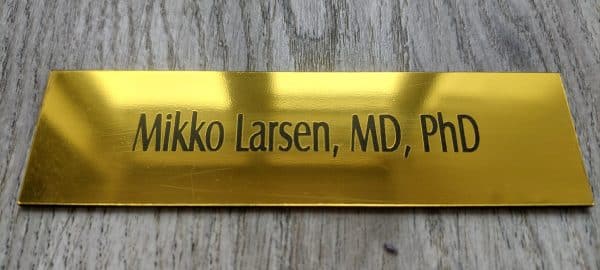 Mikko Larsen, MD, PhD